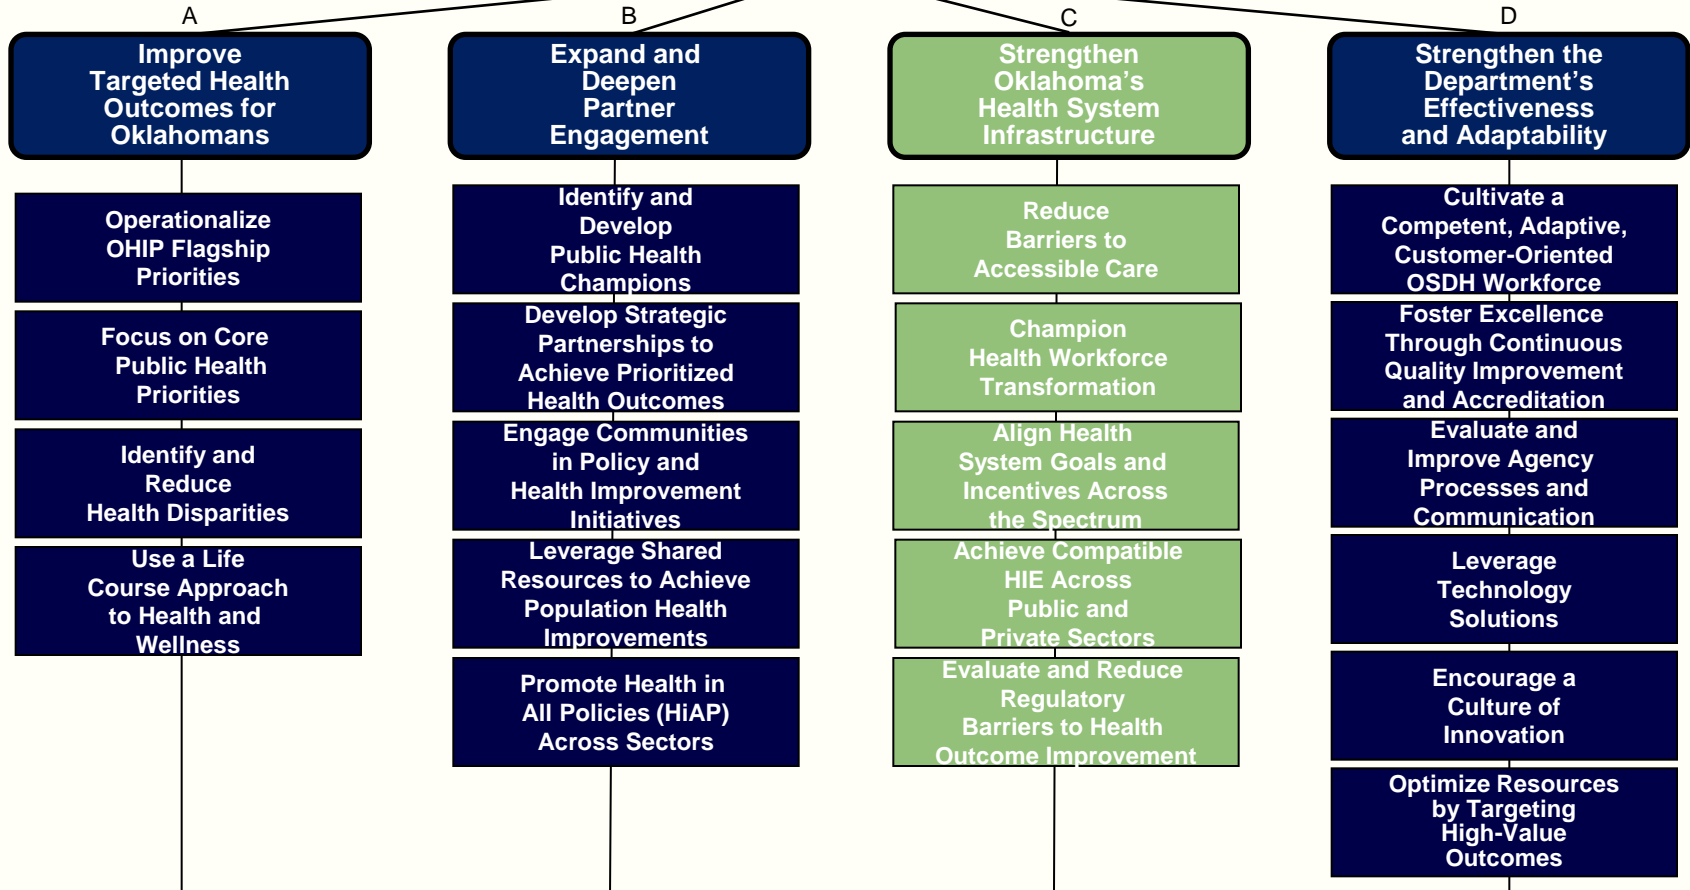 A
Improve
Targeted Health
Outcomes for
Oklahomans
Operationalize
OHIP Flagship
Priorities
Focus on Core
Public Health
Priorities
Identify and
Reduce
Health Disparities
Use a Life
Course Approach
to Health and
Wellness
B
Expand and
Deepen
Partner
Engagement
Identify and
Develop
Public Health
Champions
Develop Strategic
Partnerships to
Achieve Prioritized
Health Outcomes
Engage Communities
in Policy and
Health Improvement
Initiatives
Leverage Shared
Resources to Achieve
Population Health
Improvements
Promote Health in
All Policies (HiAP)
Across Sectors
C
Strengthen
Oklahoma’s
Health System
Infrastructure
Reduce
Barriers to
Accessible Care
Champion
Health Workforce
Transformation
Align Health
System Goals and
Incentives Across
the Spectrum
Achieve Compatible
HIE Across
Public and
Private Sectors
Evaluate and Reduce
Regulatory
Barriers to Health
Outcome Improvement
D
Strengthen the
Department’s
Effectiveness
and Adaptability
Cultivate a
Competent, Adaptive,
Customer-Oriented
OSDH Workforce
Foster Excellence
Through Continuous
Quality Improvement
and Accreditation
Evaluate and
Improve Agency
Processes and
Communication
Leverage
Technology
Solutions
Encourage a
Culture of
Innovation
Optimize Resources
by Targeting
High-Value
Outcomes